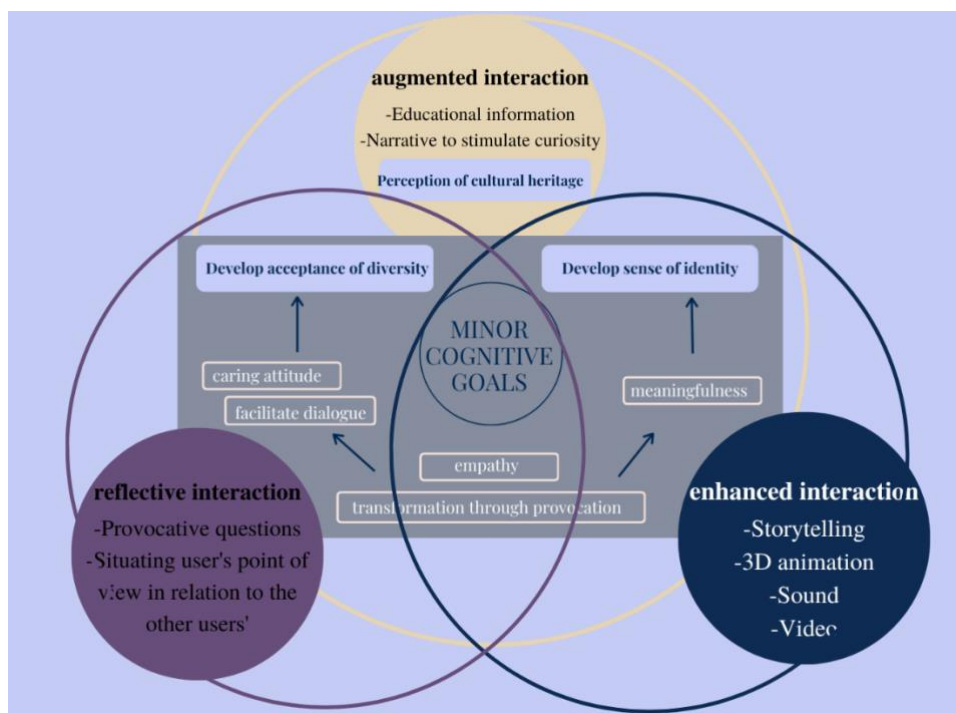 augmented interaction
-Educational information
-Narrative to stimulate curiosity
Perception of cultural heritage
Develop acceptance of diversity
Develop sense of identity
MINOR
COGNITIVE
GOALS
caring attitude
facilitate dialogue
meaningfulness
empathy
transformation through provocation
reflective interaction
-Provocative questions
-Situating user's point of
view in relation to the
other users'
enhanced interaction
-Storytelling
-3D animation
-Sound
-Video